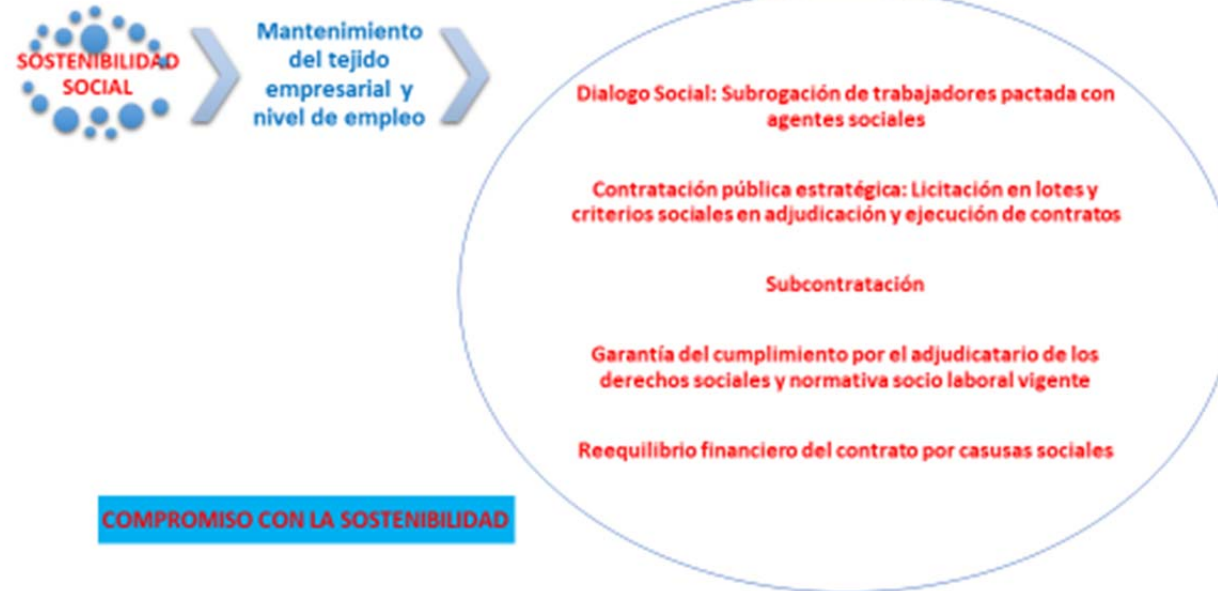 SOSTENIBILIDAD
SOCIAL
Mantenimiento
del tejido
empresarial y
nivel de empleo
Dialogo Social: Subrogación de trabajadores pactada con
agentes sociales
Contratación pública estratégica: Licitación en lotes y
criterios sociales en adjudicación y ejecución de contratos
Subcontratación
Garantía del cumplimiento por el adjudicatario de los
derechos sociales y normativa socio laboral vigente
Reequilibrio financiero del contrato por casusas sociales
COMPROMISO CON LA SOSTENIBILIDAD